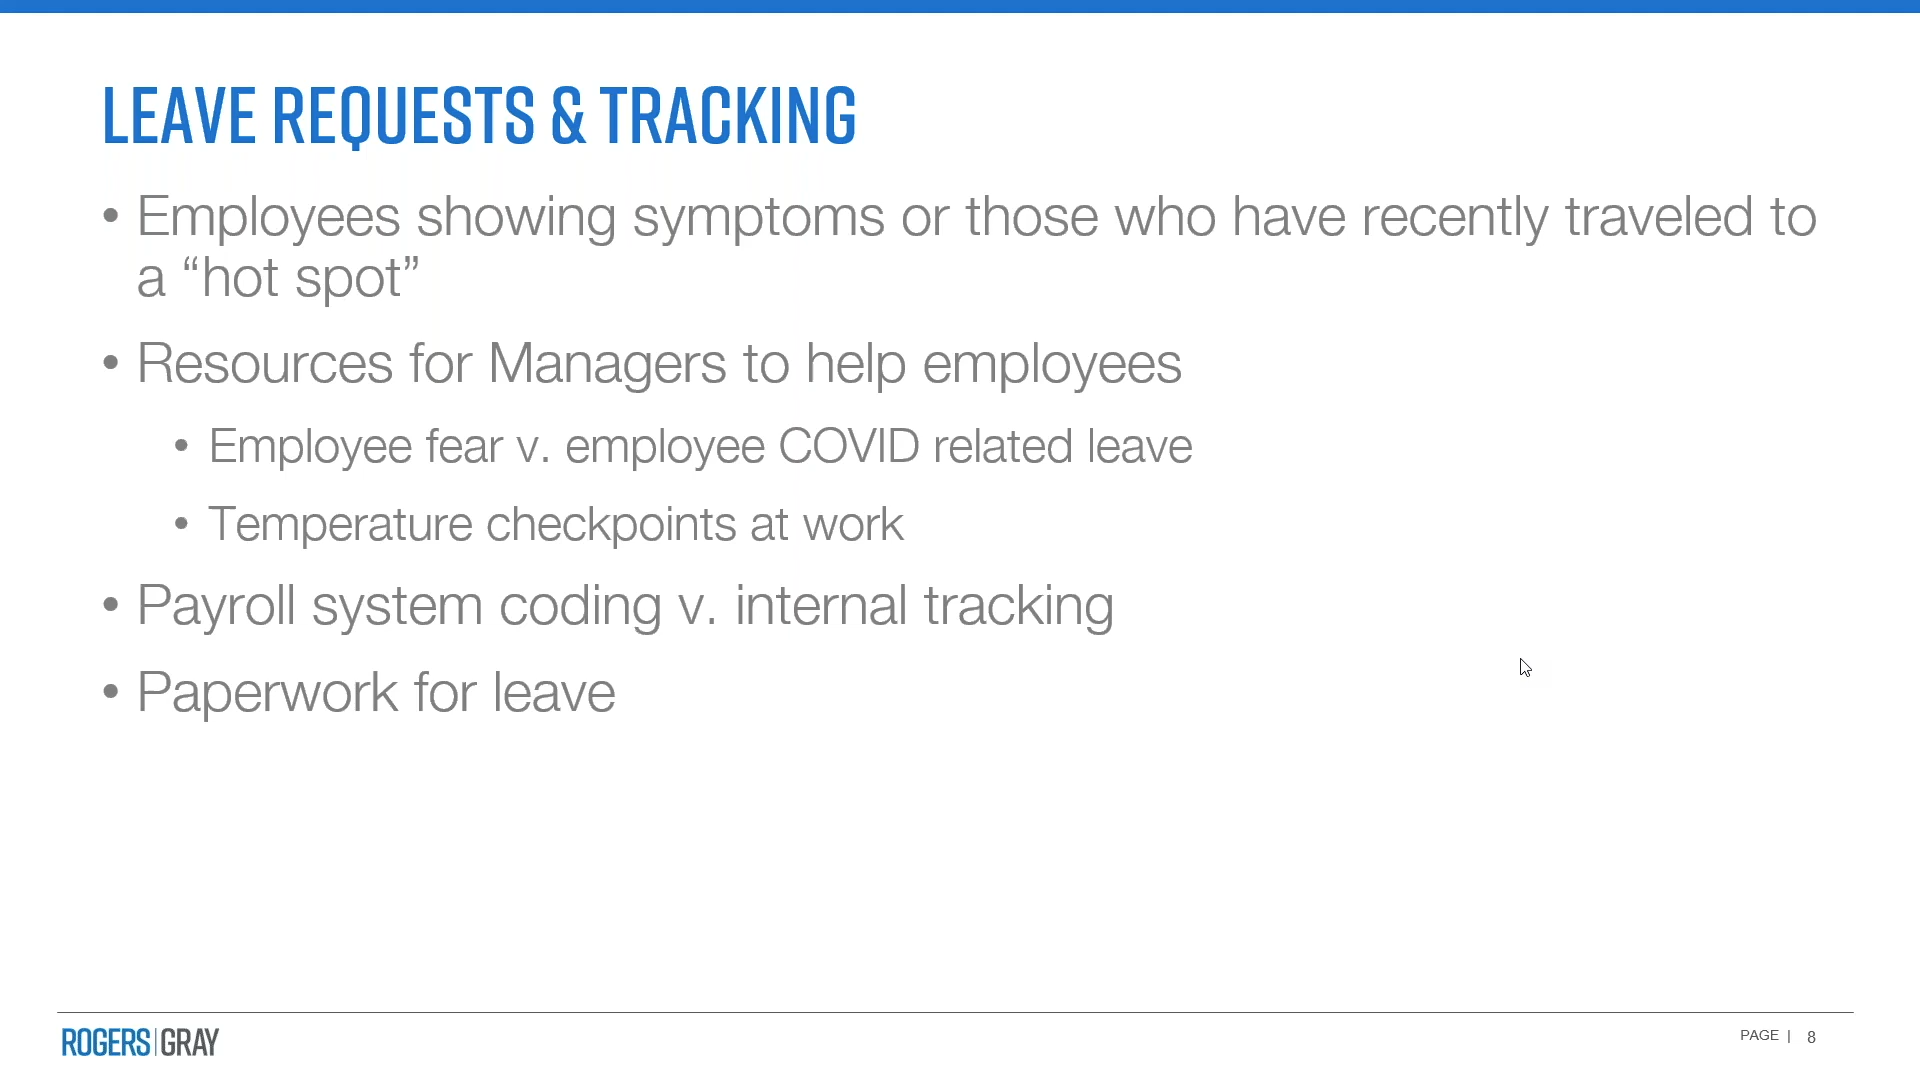 LEAVE REQUESTS & TRACKING
• Employees showing symptoms or those who have recently traveled to
a “hot spot”
• Resources for Managers to help employees
• Employee fear v. employee COVID related leave
• Temperature checkpoints at work
• Payroll system coding v. internal tracking
• Paperwork for leave
ROGERS|GRAY
PAGE | 8